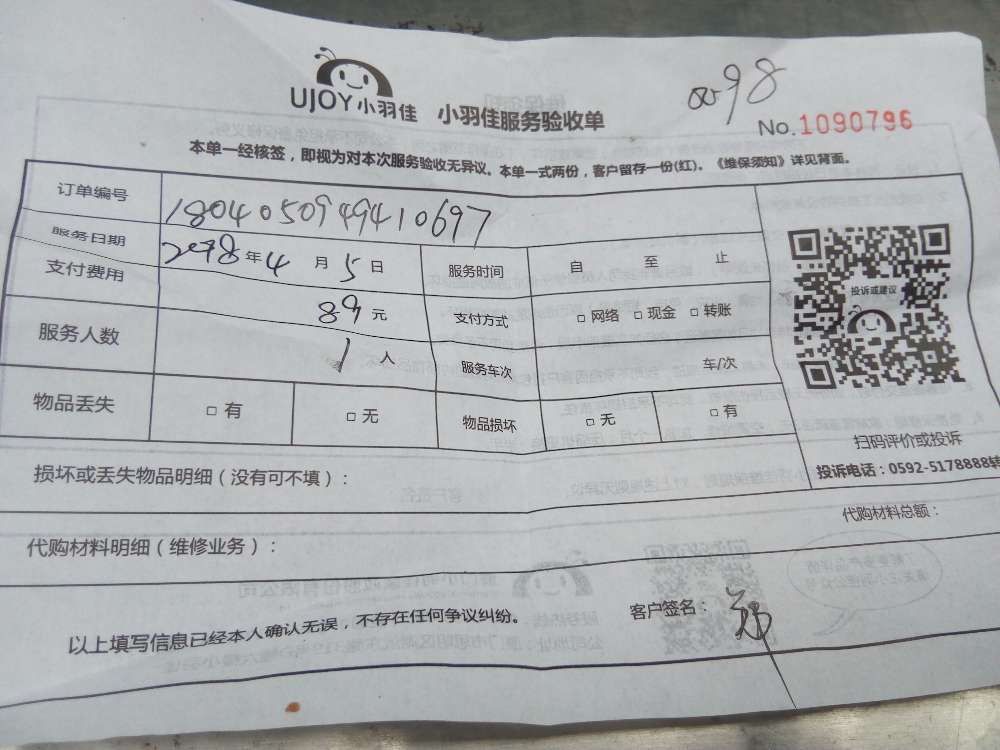 UJOY小羽佳 小羽佳服务验收单
No.1090796
本单一经核签，即视为对本次服务验收无异议。本单一式两份，客户留存一份(红)。《维保须知》详见背面。
订单编号 1804050949410697
服务日期 2018年4月5日 服务时间 自 至 止
支付费用 89元 支付方式 □网络 □现金 □转账
服务人数 1人 服务车次 车/次
物品丢失 □有 □无 物品损坏 □无 □有
投诉或建议
扫码评价或投诉
投诉电话：0592-5178888转
损坏或丢失物品明细（没有可不填）：
代购材料总额：
代购材料明细（维修业务）：
以上填写信息已经本人确认无误，不存在任何争议纠纷。
客户签名：